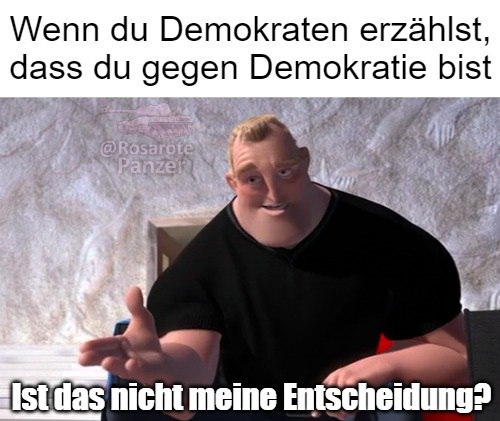 Wenn du Demokraten erzählst,
dass du gegen Demokratie bist
@Rosarote
Panzer
Ist das nicht meine Entscheidung?